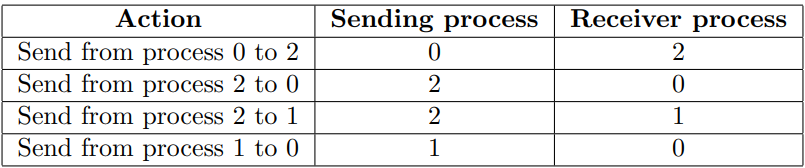 Action Sending process Receiver process
Send from process 0 to 2 0 2
Send from process 2 to 0 2 0
Send from process 2 to 1 2 1
Send from process 1 to 0 1 0